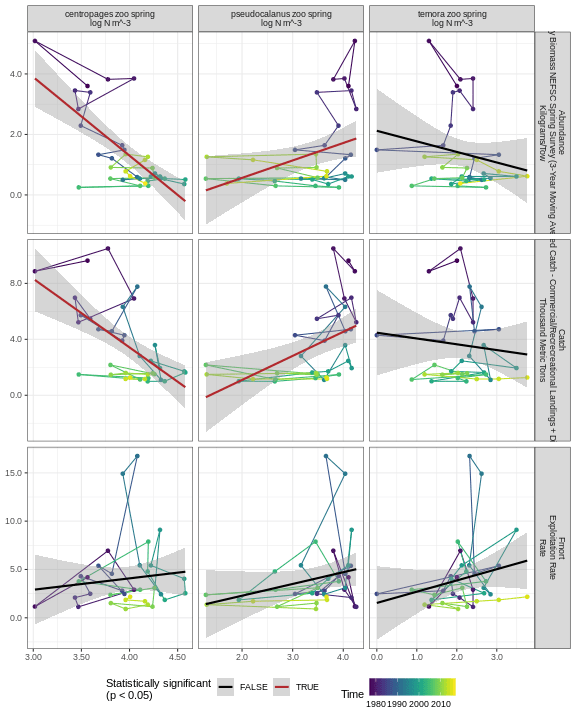 centropages zoo spring
log N m^-3
pseudocalanus zoo spring
log N m^-3
temora zoo spring
log N m^-3
Abundance
y Biomass NEFSC Spring Survey (3-Year Moving Ave
Kilograms/tow
4.0
2.0
0.0
Catch
ed Catch - Commercial/Recreational Landings + D
Thousand Metric Tons
8.0
4.0
0.0
Fmort
Exploitation Rate
Rate
15.0
10.0
5.0
0.0
3.00 3.50 4.00 4.50
2.0 3.0 4.0
0.0 1.0 2.0 3.0
Statistically significant
(p < 0.05)
FALSE TRUE
Time
1980 1990 2000 2010